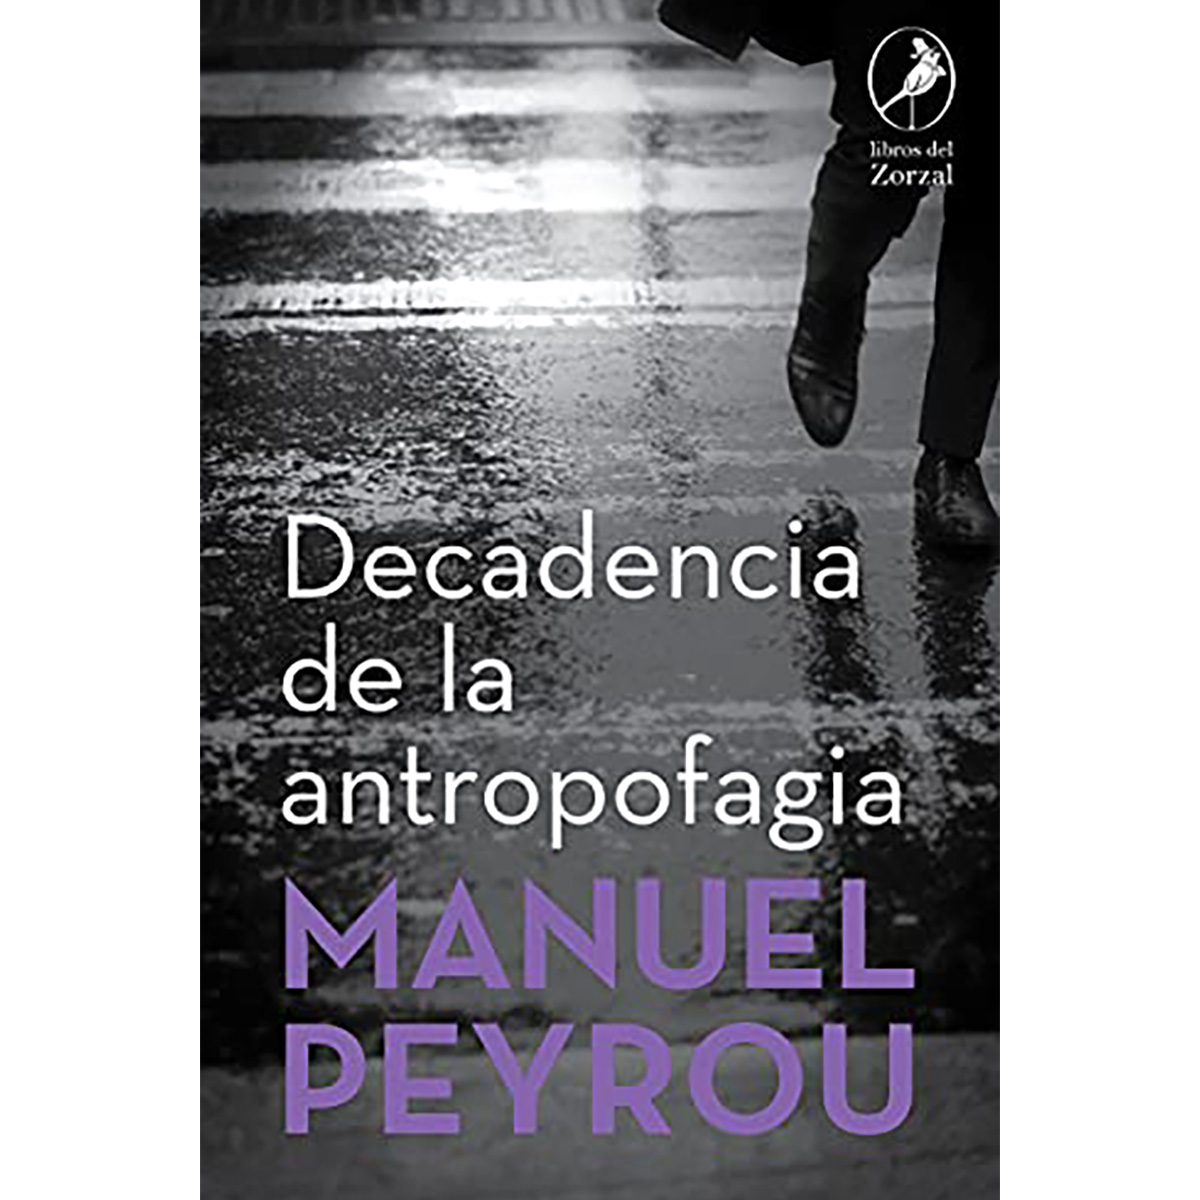 libros del
Zorzal
Decadencia
de la
antropofagia
MANUEL
PEYROU